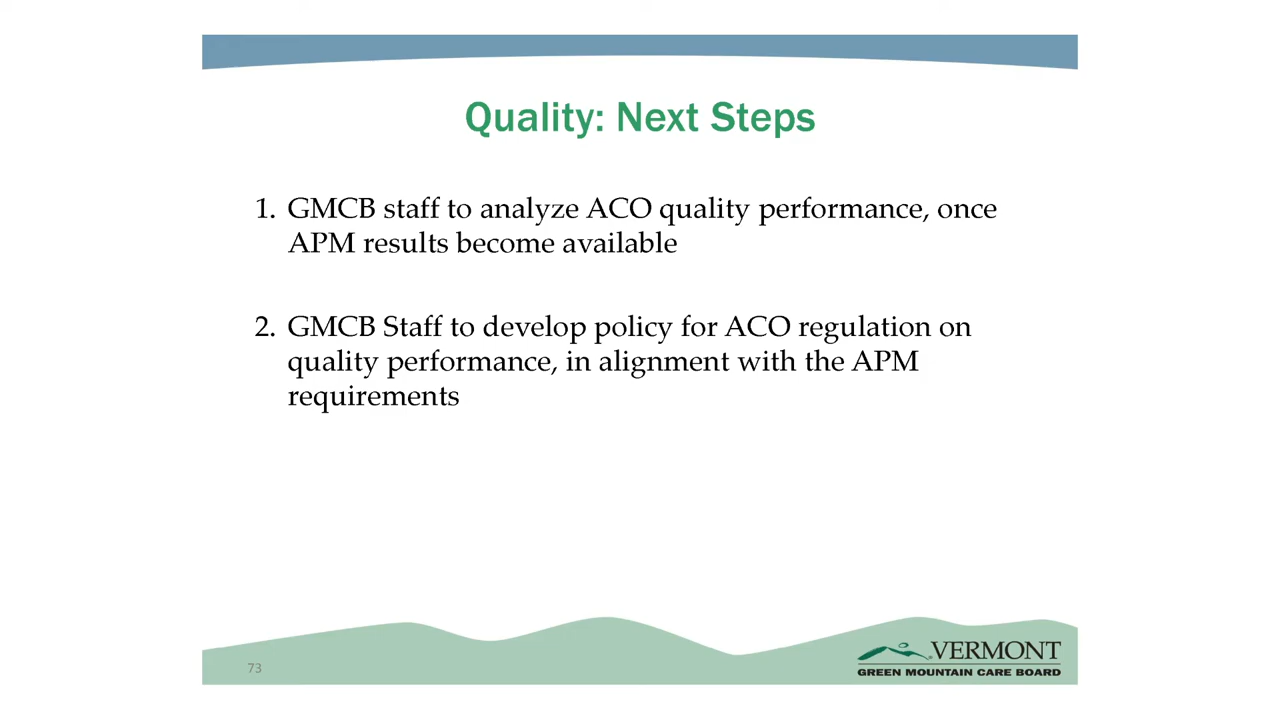 Quality: Next Steps
1. GMCB staff to analyze ACO quality performance, once
APM results become available
2. GMCB Staff to develop policy for ACO regulation on
quality performance, in alignment with the APM
requirements
73
VERMONT
GREEN MOUNTAIN CARE BOARD